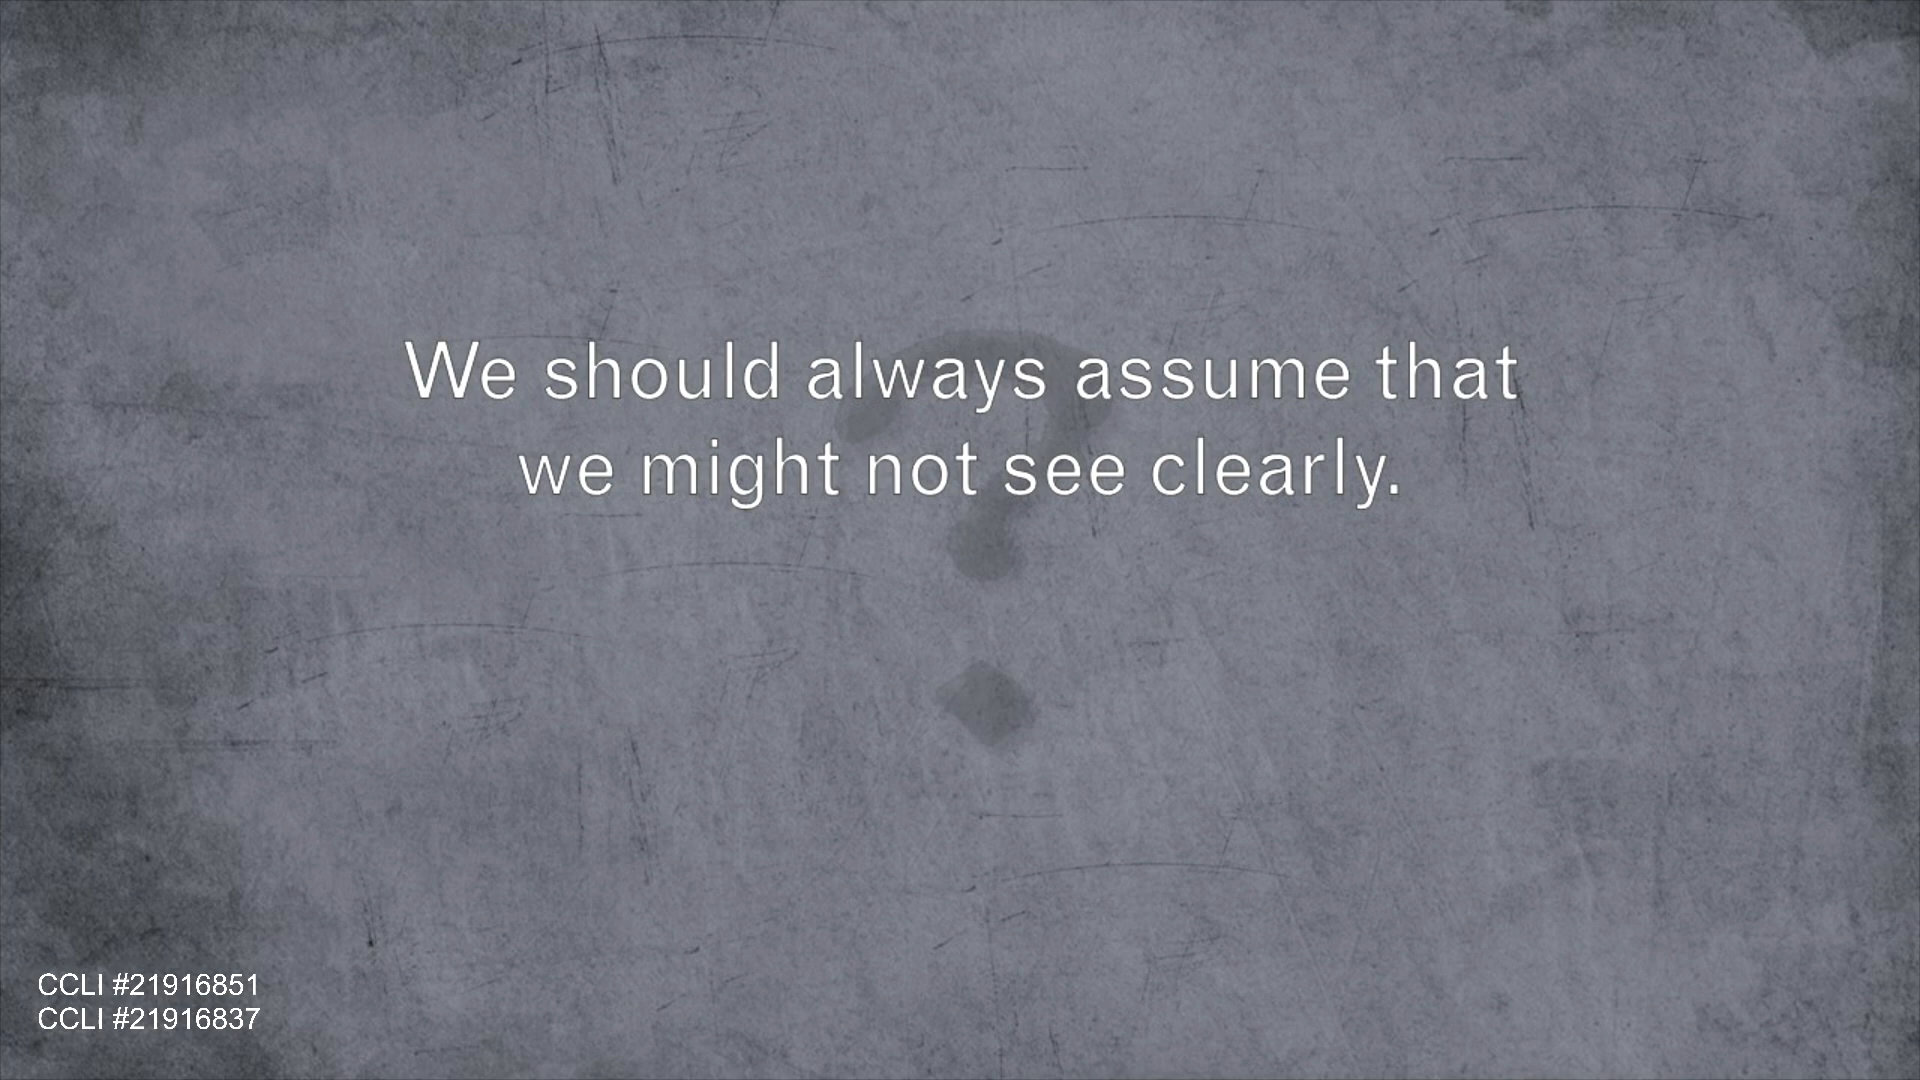 We should always assume that
we might not see clearly.
CCLI #21916851
CCLI #21916837